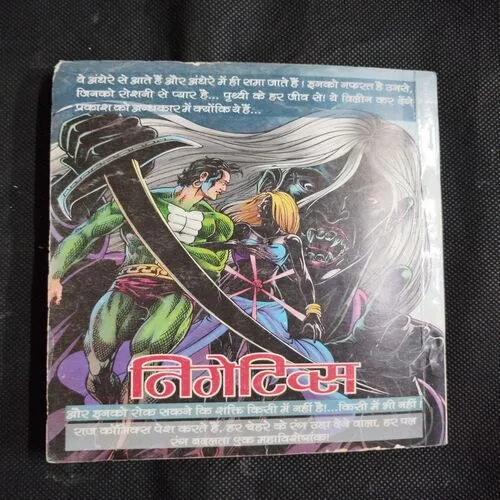 वे अंधेरे से आते हैं और अंधेरे में ही समा जाते हैं। इनको नफरत है उनसे,
जिनको रोशनी से प्यार है... पृथ्वी के हर जीव से! ये विलीन कर देंगे
प्रकाश को अन्धकार में क्योंकि ये हैं...
निगेटिव्स
और इनको रोक सकने कि शक्ति किसी में नहीं है।...किसी में भी नहीं
राज कॉमिक्स पेश करते हैं, हर चेहरे के रंग उड़ा देने वाला, हर पल
रंग बदलता एक महाविशेषांक।